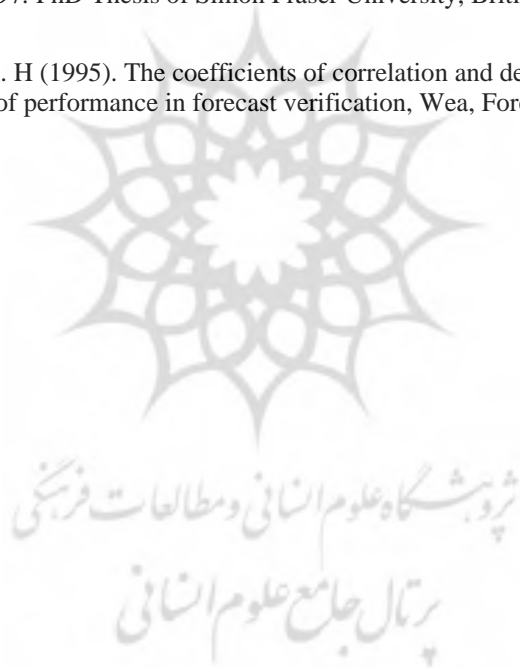 97. PhD Thesis of Simon Fraser University, Briti
. H (1995). The coefficients of correlation and de
of performance in forecast verification, Wea, Fore
پژوهشگاه علوم انسانی و مطالعات فرهنگی
پرتال جامع علوم انسانی